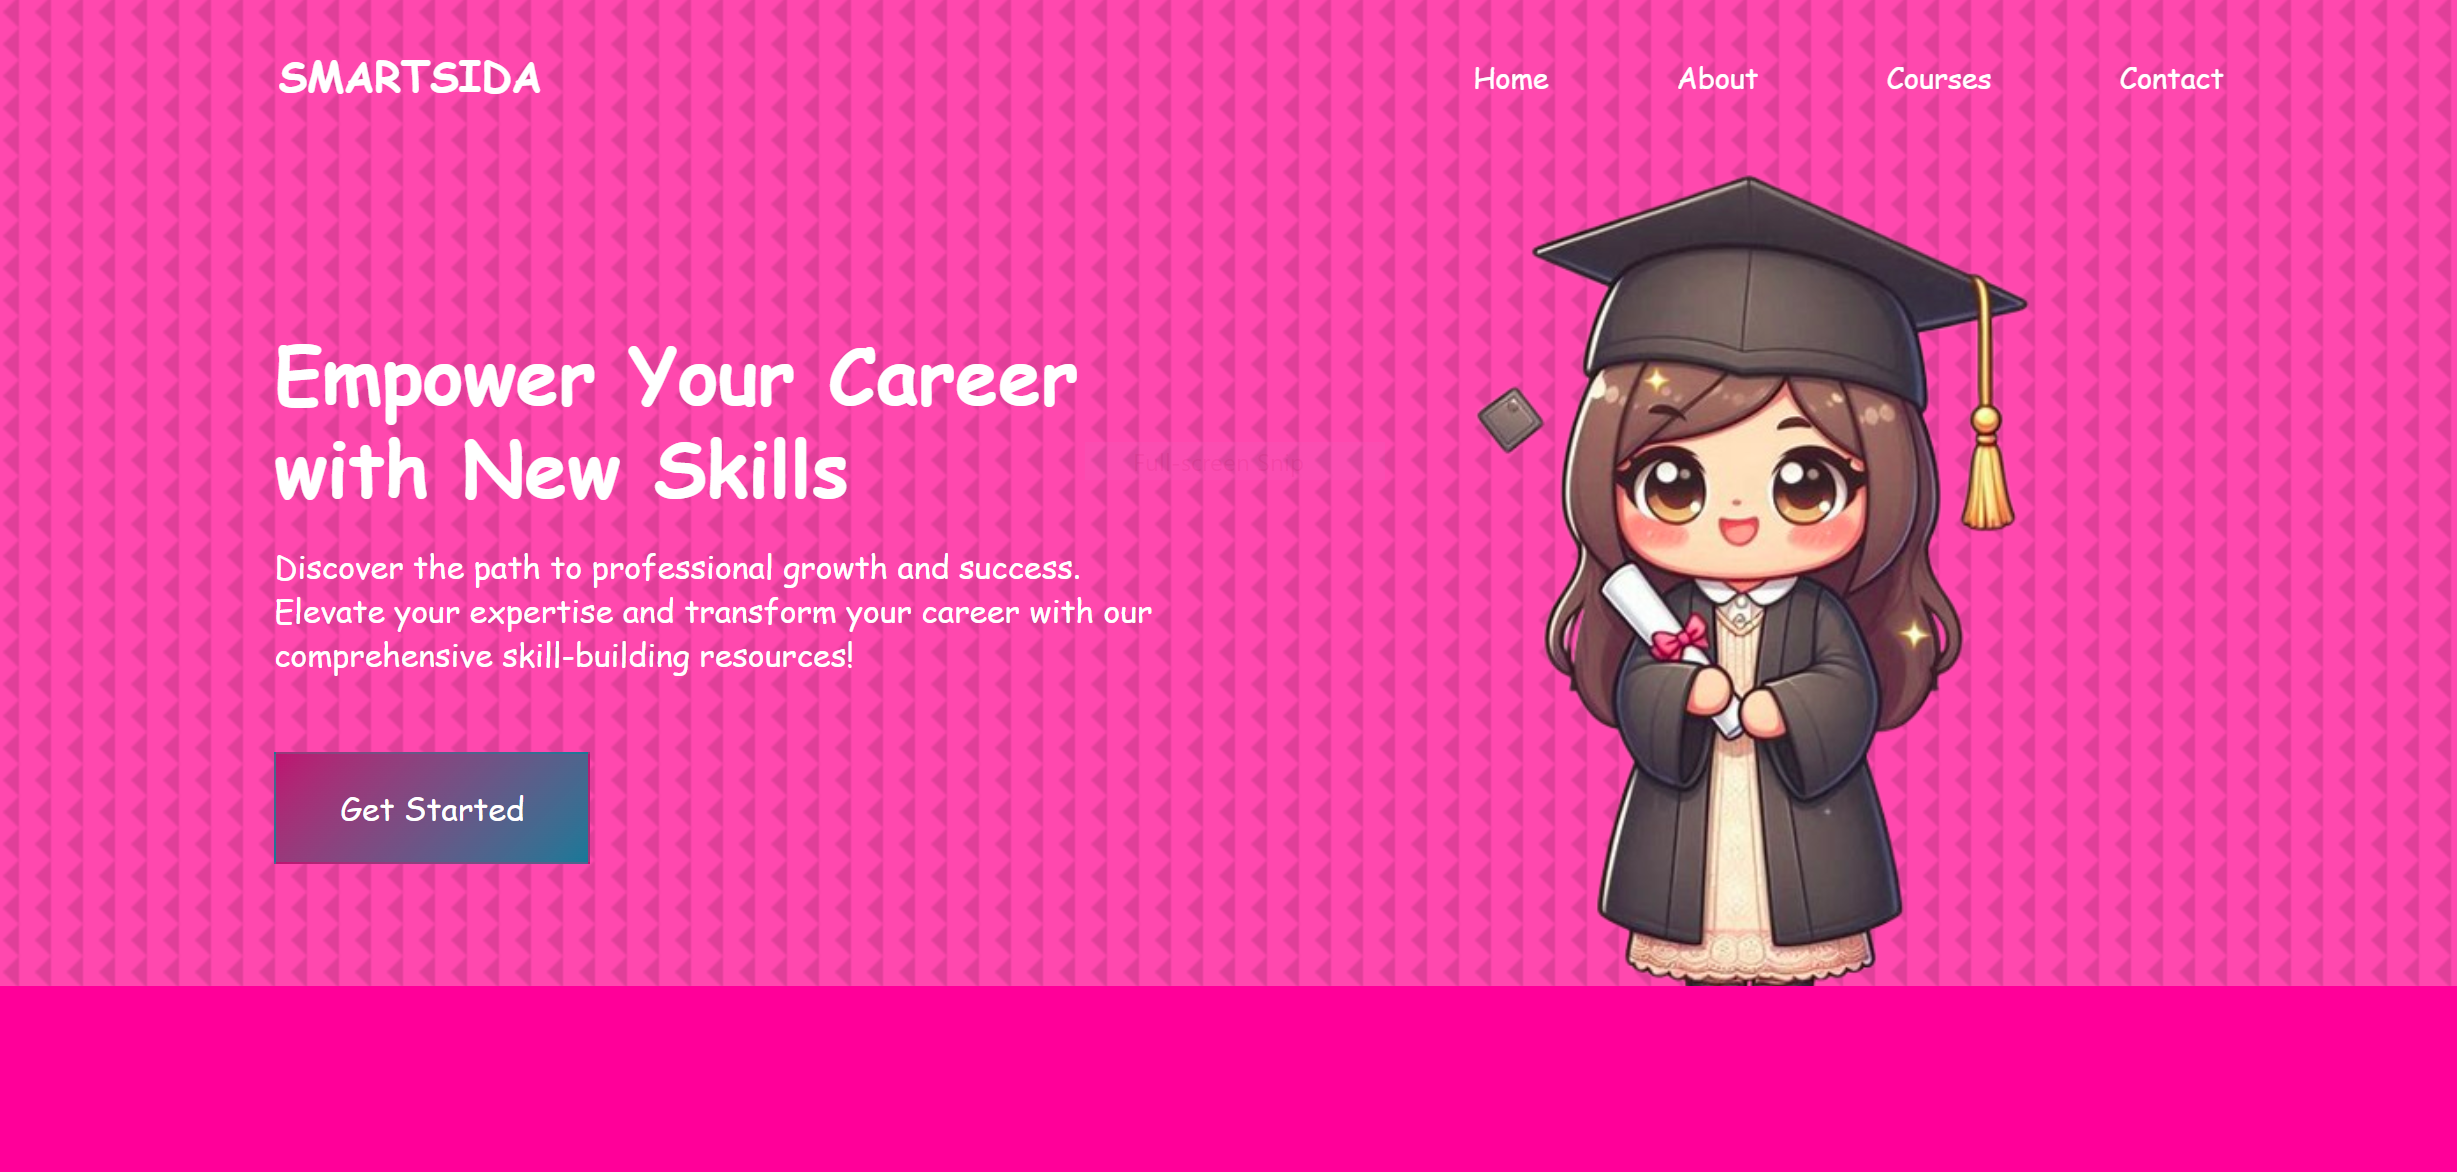 SMARTSIDA
Home About Courses Contact
Empower Your Career
with New Skills
Discover the path to professional growth and success.
Elevate your expertise and transform your career with our
comprehensive skill-building resources!
Get Started